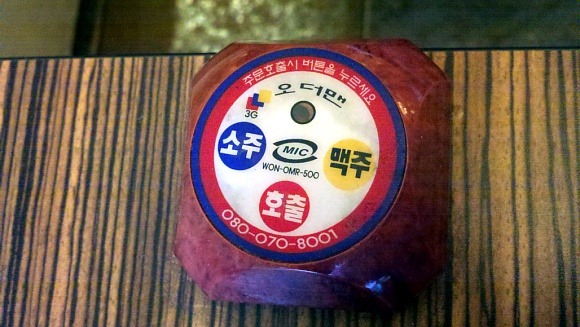 주문호출시 버튼을 누르세요
오더맨
3G
소주
MIC
맥주
WON-OMR-500
호출
080-070-8001